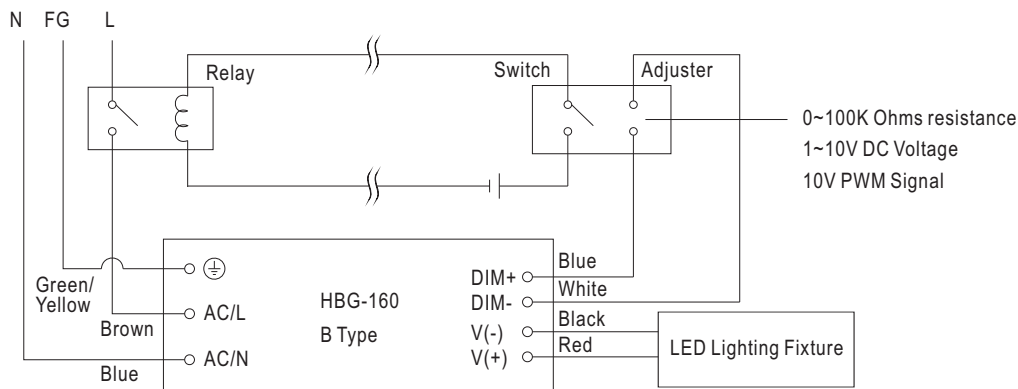 N FG L
Relay
Switch
Adjuster
0~100K Ohms resistance
1~10V DC Voltage
10V PWM Signal
Green/
Yellow
Brown
Blue
AC/L
AC/N
HBG-160
B Type
DIM+
DIM-
V(-)
V(+)
Blue
White
Black
Red
LED Lighting Fixture